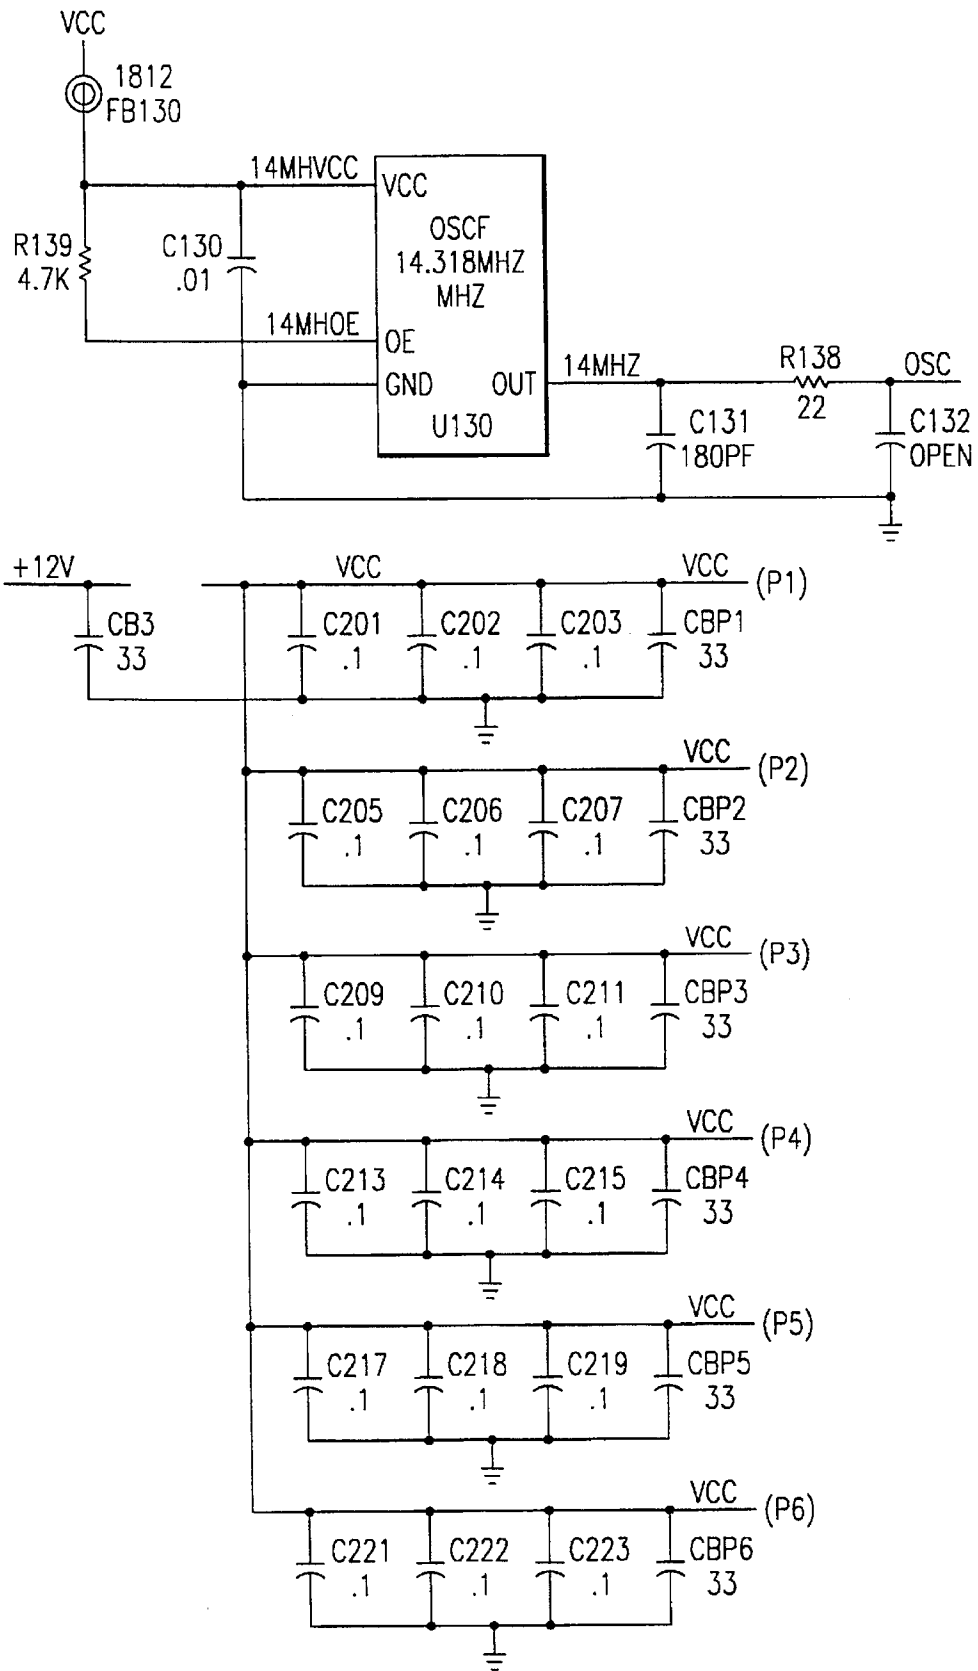 VCC
1812
FB130
14MHVCC
VCC
OSCF
14.318MHZ
MHZ
R139
4.7K
C130
.01
14MHOE
OE
GND
OUT
U130
14MHZ
R138
22
OSC
C131
180PF
C132
OPEN
+12V
VCC
VCC
(P1)
CB3
33
C201
.1
C202
.1
C203
.1
CBP1
33
VCC
(P2)
C205
.1
C206
.1
C207
.1
CBP2
33
VCC
(P3)
C209
.1
C210
.1
C211
.1
CBP3
33
VCC
(P4)
C213
.1
C214
.1
C215
.1
CBP4
33
VCC
(P5)
C217
.1
C218
.1
C219
.1
CBP5
33
VCC
(P6)
C221
.1
C222
.1
C223
.1
CBP6
33